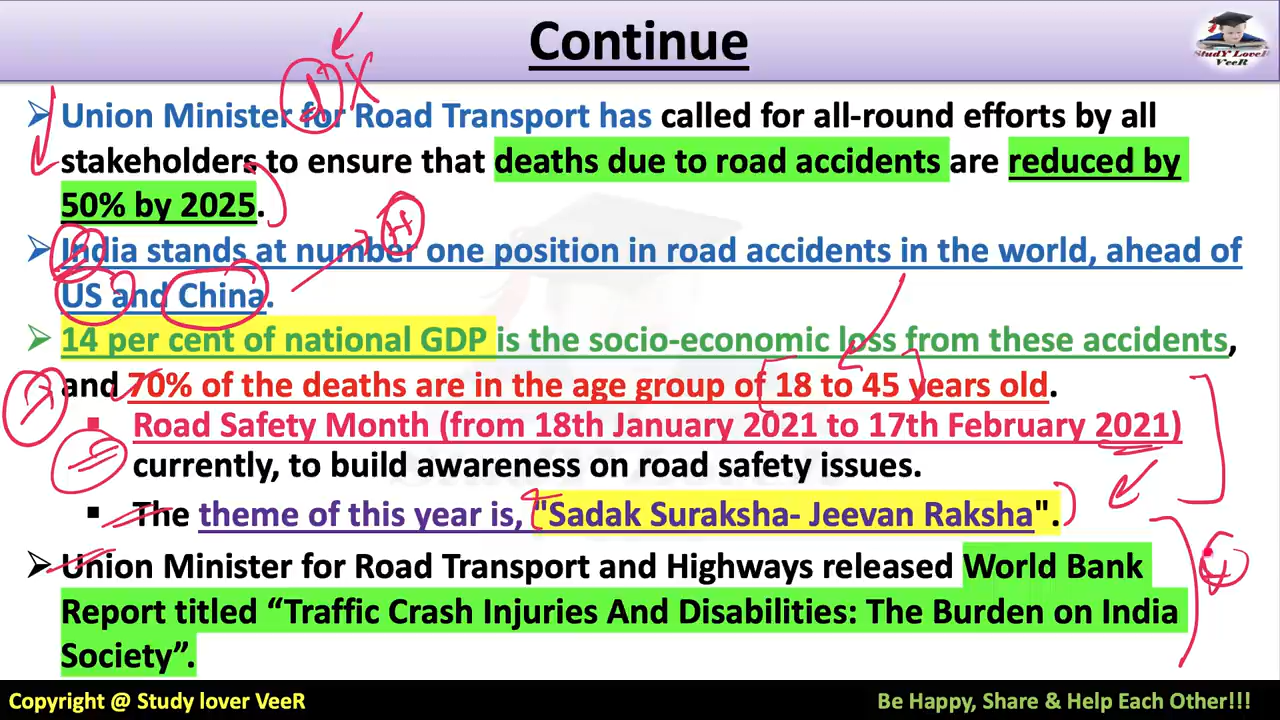 Continue
StudY LoveR
VeeR
Union Minister for Road Transport has called for all-round efforts by all
stakeholders to ensure that deaths due to road accidents are reduced by
50% by 2025.
India stands at number one position in road accidents in the world, ahead of
US and China.
14 per cent of national GDP is the socio-economic loss from these accidents,
and 70% of the deaths are in the age group of 18 to 45 years old.
Road Safety Month (from 18th January 2021 to 17th February 2021)
currently, to build awareness on road safety issues.
The theme of this year is, "Sadak Suraksha- Jeevan Raksha".
Union Minister for Road Transport and Highways released World Bank
Report titled “Traffic Crash Injuries And Disabilities: The Burden on India
Society”.
Copyright @ Study lover VeeR
Be Happy, Share & Help Each Other!!!